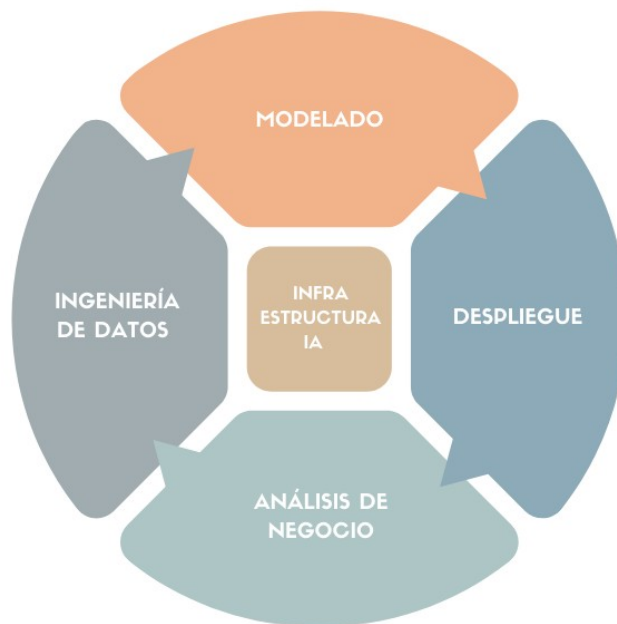 MODELADO
INGENIERÍA
DE DATOS
INFRA
ESTRUCTURA
IA
DESPLIEGUE
ANÁLISIS DE
NEGOCIO